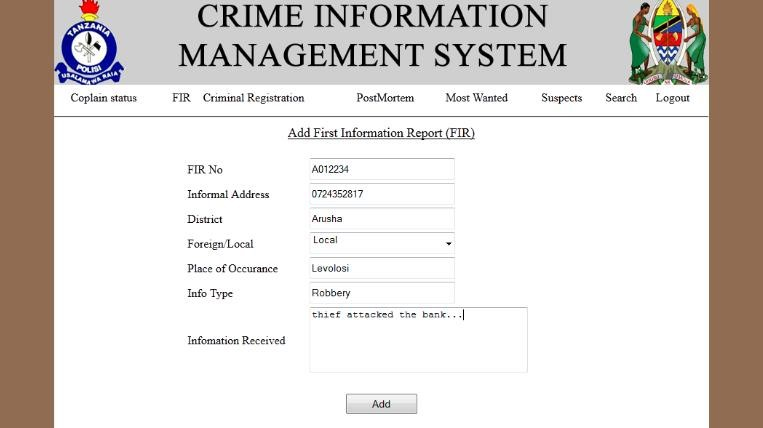 CRIME INFORMATION
MANAGEMENT SYSTEM
TANZANIA
POLISI
USALAMA WA RAIA
Coplain status FIR Criminal Registration PostMortem Most Wanted Suspects Search Logout
Add First Information Report (FIR)
FIR No A012234
Informal Address 0724352817
District Arusha
Foreign/Local Local
Place of Occurance Levolosi
Info Type Robbery
Infomation Received thief attacked the bank...
Add